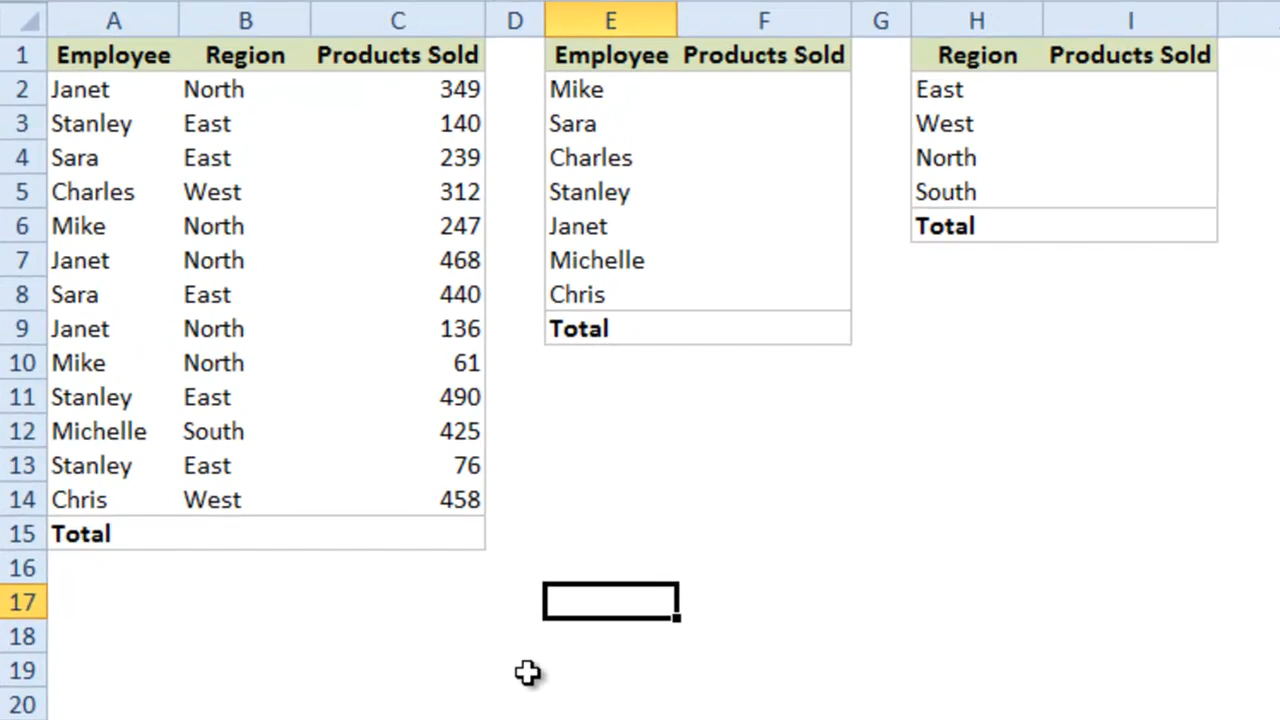 A B C D E F G H I
1 Employee Region Products Sold Employee Products Sold Region Products Sold
2 Janet North 349 Mike East
3 Stanley East 140 Sara West
4 Sara East 239 Charles North
5 Charles West 312 Stanley South
6 Mike North 247 Janet Total
7 Janet North 468 Michelle
8 Sara East 440 Chris
9 Janet North 136 Total
10 Mike North 61
11 Stanley East 490
12 Michelle South 425
13 Stanley East 76
14 Chris West 458
15 Total
16
17
18
19
20